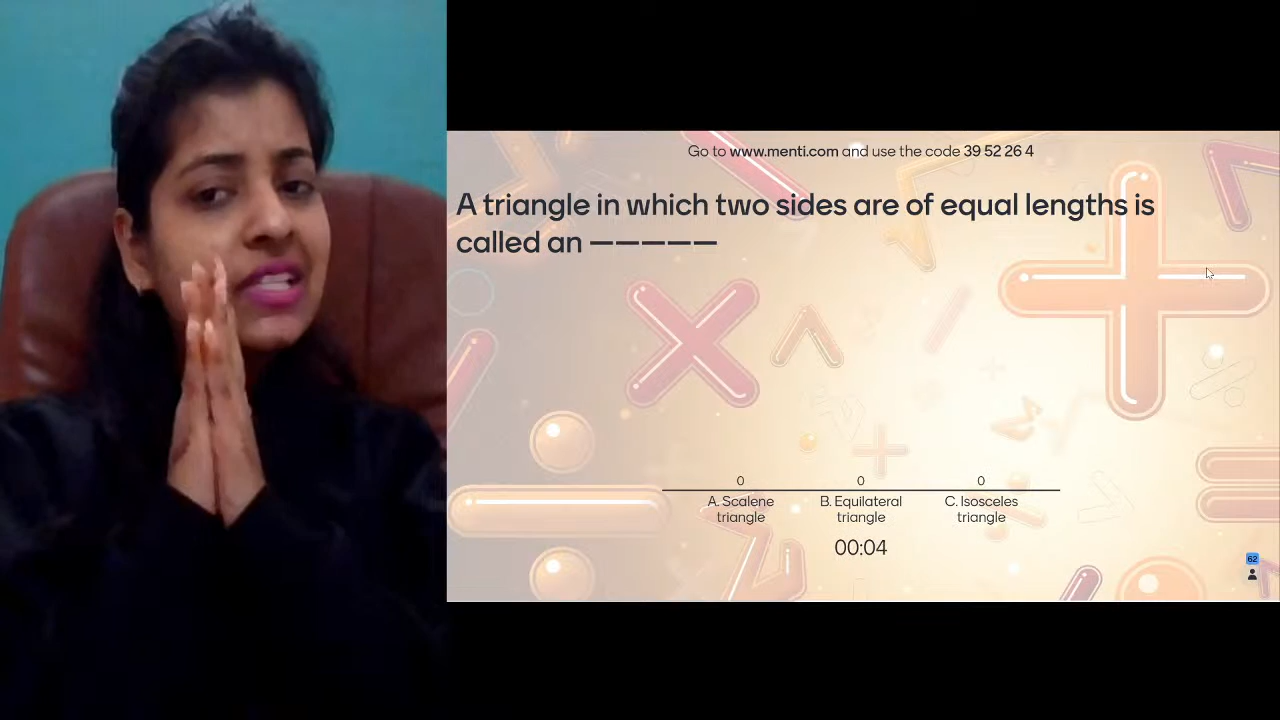 Go to www.menti.com and use the code 39 52 26 4
A triangle in which two sides are of equal lengths is
called an —————
0 0 0
A. Scalene triangle
B. Equilateral triangle
C. Isosceles triangle
00:04
62